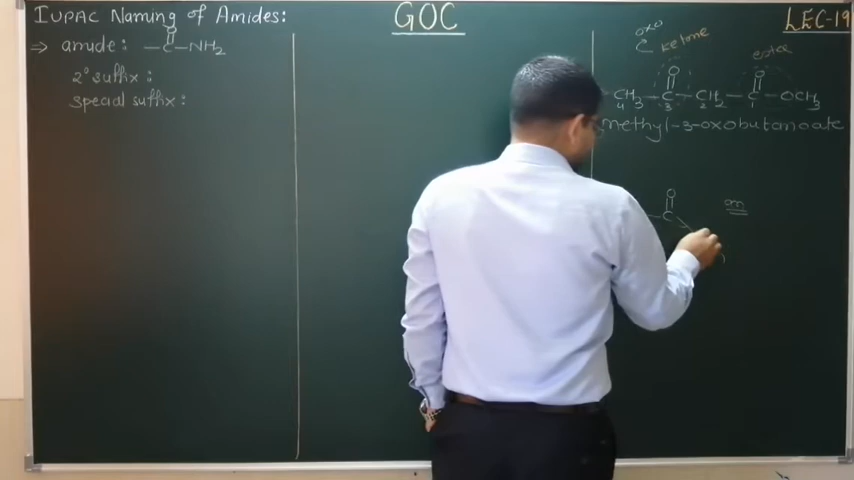 IUPAC Naming of Amides:
⇒ amide: —C(=O)—NH₂
2° suffix:
special suffix:
GOC
LEC-19
oxo
ketone
ester
CH₃—C(=O)—CH₂—C(=O)—OCH₃
4 3 2 1
methyl-3-oxobutanoate
O
—C